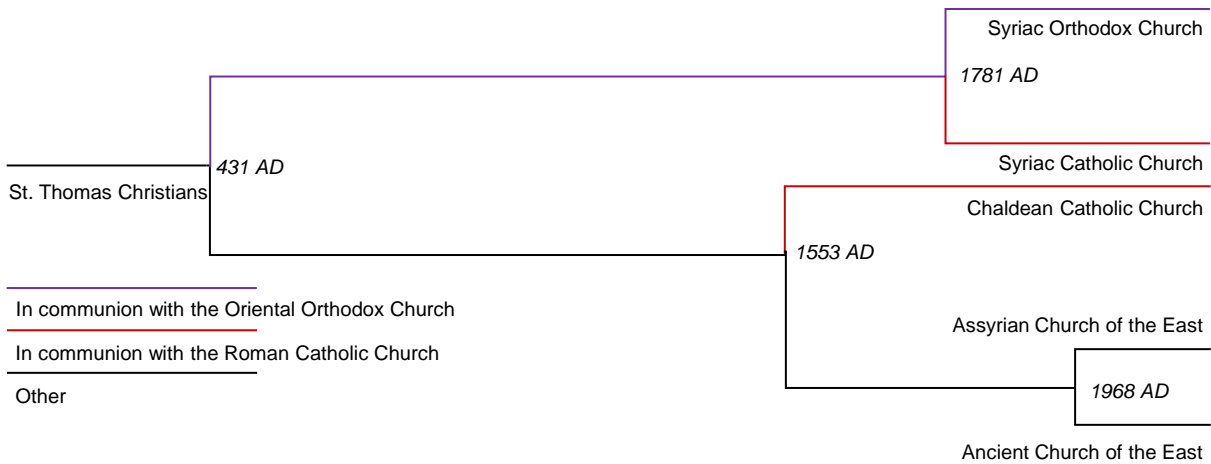 Syriac Orthodox Church
1781 AD
431 AD
Syriac Catholic Church
St. Thomas Christians
Chaldean Catholic Church
1553 AD
In communion with the Oriental Orthodox Church
Assyrian Church of the East
In communion with the Roman Catholic Church
1968 AD
Other
Ancient Church of the East